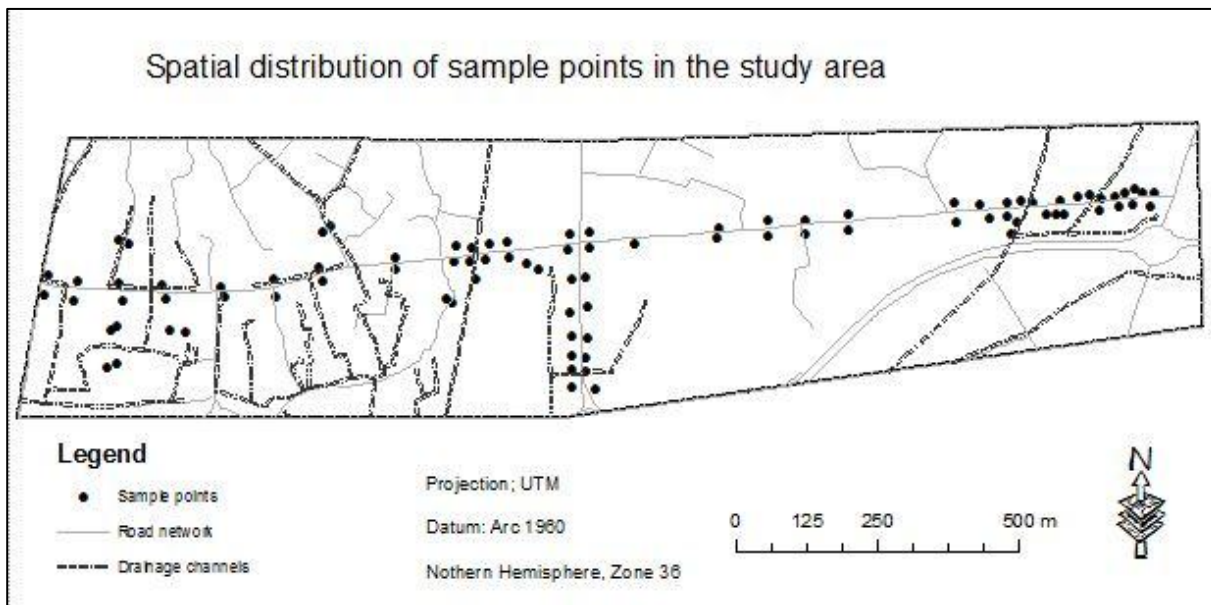 Spatial distribution of sample points in the study area
Legend
Sample points
Road network
Drainage channels
Projection; UTM
Datum: Arc 1960
Nothern Hemisphere, Zone 36
0 125 250 500 m
N